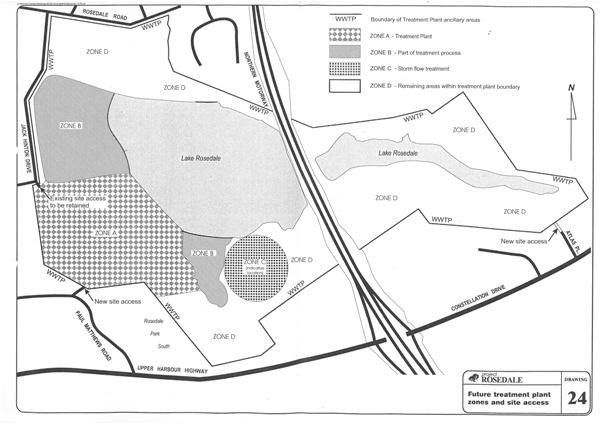 ROSEDALE ROAD
WWTP
ZONE D
WWTP
NORTHERN MOTORWAY
WWTP
Boundary of Treatment Plant ancillary areas
ZONE A - Treatment Plant
ZONE B - Part of treatment process
ZONE C - Storm flow treatment
ZONE D - Remaining areas within treatment plant boundary
N
ZONE D
WWTP
ZONE D
ZONE B
JACK HINTON DRIVE
Lake Rosedale
Lake Rosedale
WWTP
ZONE D
ZONE D
Existing site access
to be retained
ZONE A
ZONE B
ZONE C
(Indicative
location)
ZONE D
New site access
ATLAS PL
WWTP
New site access
WWTP
CONSTELLATION DRIVE
PAUL MATTHEWS ROAD
Rosedale
Park
South
ZONE D
UPPER HARBOUR HIGHWAY
project
ROSEDALE
DRAWING
Future treatment plant
zones and site access
24